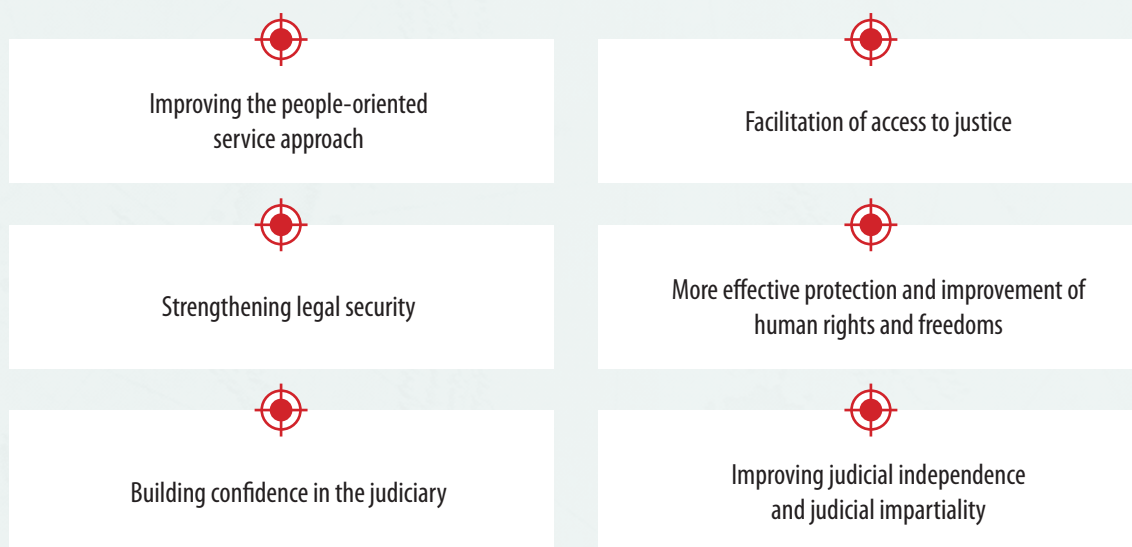 Improving the people-oriented
service approach
Facilitation of access to justice
Strengthening legal security
More effective protection and improvement of
human rights and freedoms
Building confidence in the judiciary
Improving judicial independence
and judicial impartiality